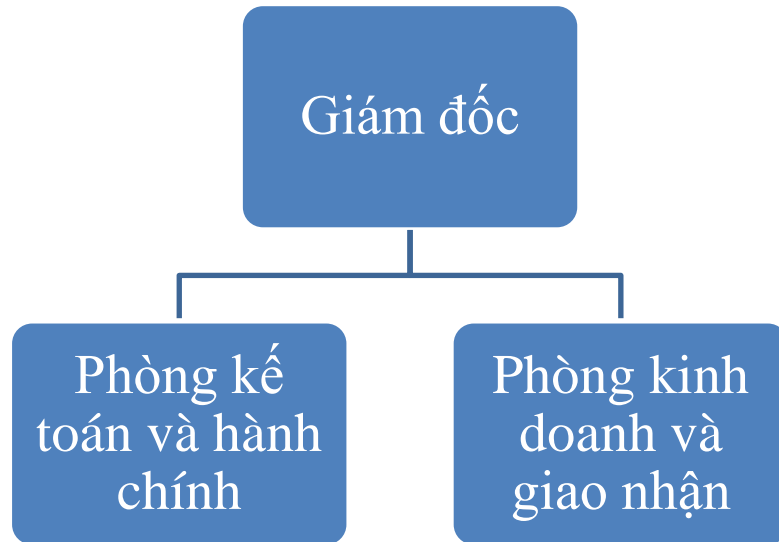 Giám đốc
Phòng kế
toán và hành
chính
Phòng kinh
doanh và
giao nhận